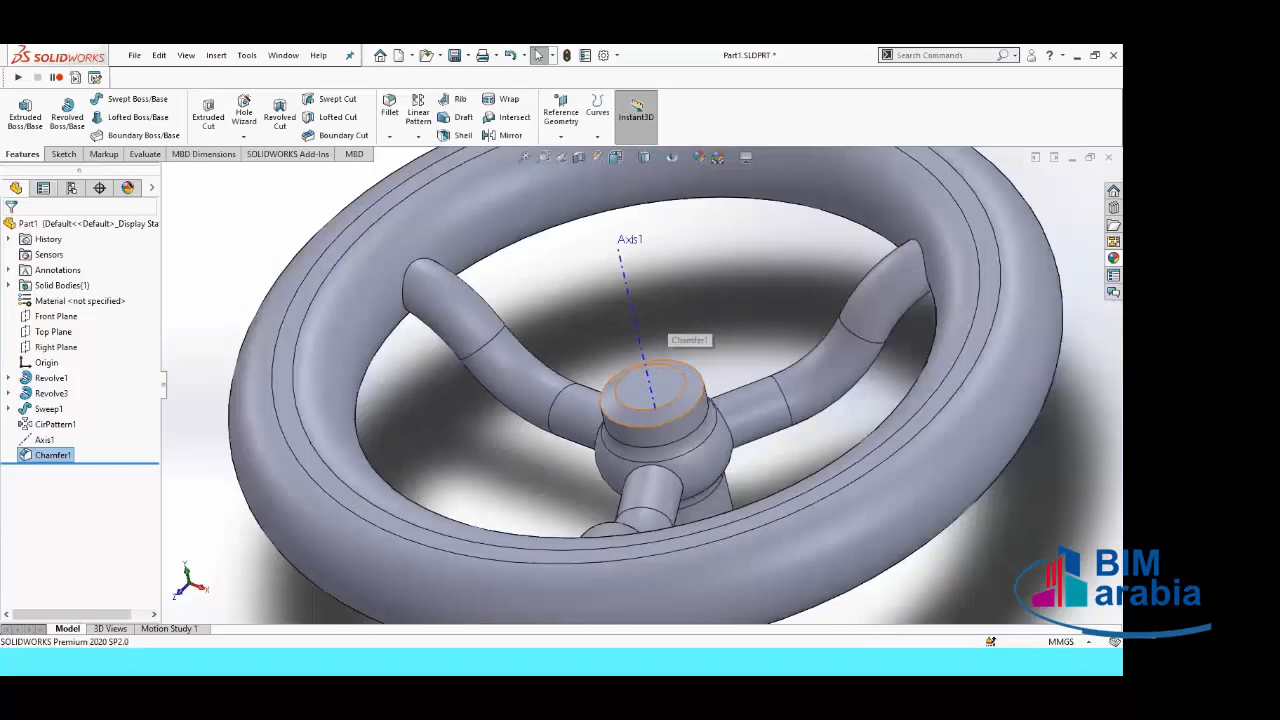 SOLIDWORKS File Edit View Insert Tools Window Help Part1.SLDPRT * Search Commands ?
Extruded Boss/Base
Revolved Boss/Base
Swept Boss/Base
Lofted Boss/Base
Boundary Boss/Base
Extruded Cut
Hole Wizard
Revolved Cut
Swept Cut
Lofted Cut
Boundary Cut
Fillet
Linear Pattern
Rib
Draft
Shell
Wrap
Intersect
Mirror
Reference Geometry
Curves
Instant3D
Features Sketch Markup Evaluate MBD Dimensions SOLIDWORKS Add-Ins MBD
Part1 (Default<<Default>_Display Sta
History
Sensors
Annotations
Solid Bodies(1)
Material <not specified>
Front Plane
Top Plane
Right Plane
Origin
Revolve1
Revolve3
Sweep1
CirPattern1
Axis1
Chamfer1
Axis1
Chamfer1
Y
X
Z
BIM
arabia
Model 3D Views Motion Study 1
SOLIDWORKS Premium 2020 SP2.0 MMGS